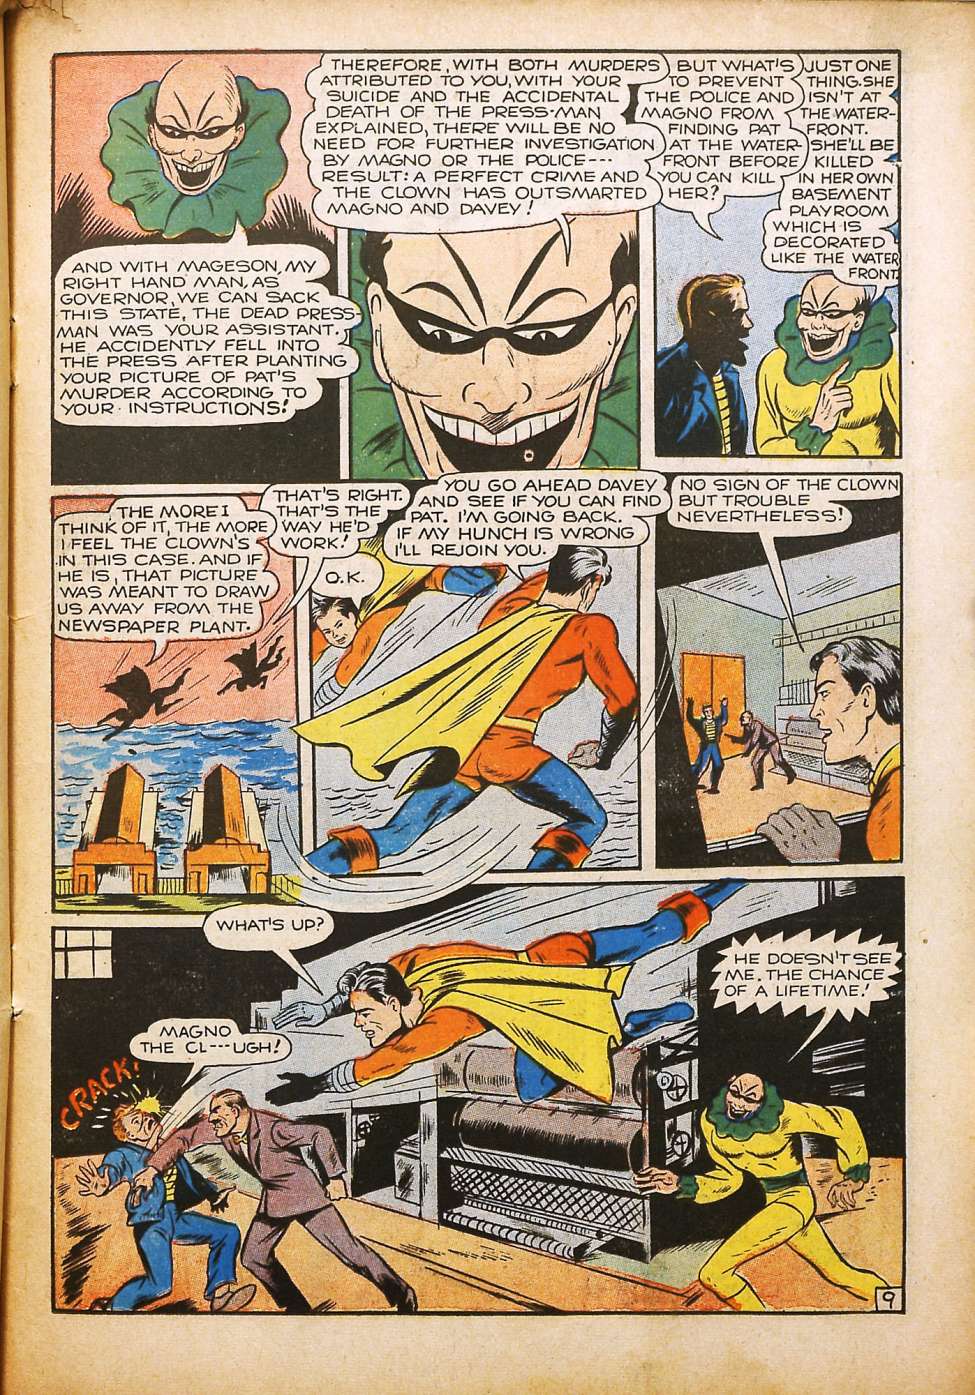 AND WITH MAGESON, MY
RIGHT HAND MAN, AS
GOVERNOR, WE CAN SACK
THIS STATE, THE DEAD PRESS-
MAN WAS YOUR ASSISTANT.
HE ACCIDENTLY FELL INTO
THE PRESS AFTER PLANTING
YOUR PICTURE OF PAT'S
MURDER ACCORDING TO
YOUR INSTRUCTIONS!
THEREFORE, WITH BOTH MURDERS
ATTRIBUTED TO YOU, WITH YOUR
SUICIDE AND THE ACCIDENTAL
DEATH OF THE PRESS-MAN
EXPLAINED, THERE WILL BE NO
NEED FOR FURTHER INVESTIGATION
BY MAGNO OR THE POLICE---
RESULT: A PERFECT CRIME AND
THE CLOWN HAS OUTSMARTED
MAGNO AND DAVEY!
BUT WHAT'S
TO PREVENT
THE POLICE AND
MAGNO FROM
FINDING PAT
AT THE WATER-
FRONT BEFORE
YOU CAN KILL
HER?
JUST ONE
THING. SHE
ISN'T AT
THE WATER-
FRONT.
SHE'LL BE
KILLED
IN HER OWN
BASEMENT
PLAYROOM
WHICH IS
DECORATED
LIKE THE WATER
FRONT.
THE MORE I
THINK OF IT, THE MORE
I FEEL THE CLOWN'S
IN THIS CASE. AND IF
HE IS, THAT PICTURE
WAS MEANT TO DRAW
US AWAY FROM THE
NEWSPAPER PLANT.
THAT'S RIGHT.
THAT'S THE
WAY HE'D
WORK!
YOU GO AHEAD DAVEY
AND SEE IF YOU CAN FIND
PAT. I'M GOING BACK.
IF MY HUNCH IS WRONG
I'LL REJOIN YOU.
O.K.
NO SIGN OF THE CLOWN
BUT TROUBLE
NEVERTHELESS!
WHAT'S UP?
MAGNO
THE CL---UGH!
CRACK!
HE DOESN'T SEE
ME. THE CHANCE
OF A LIFETIME!
9